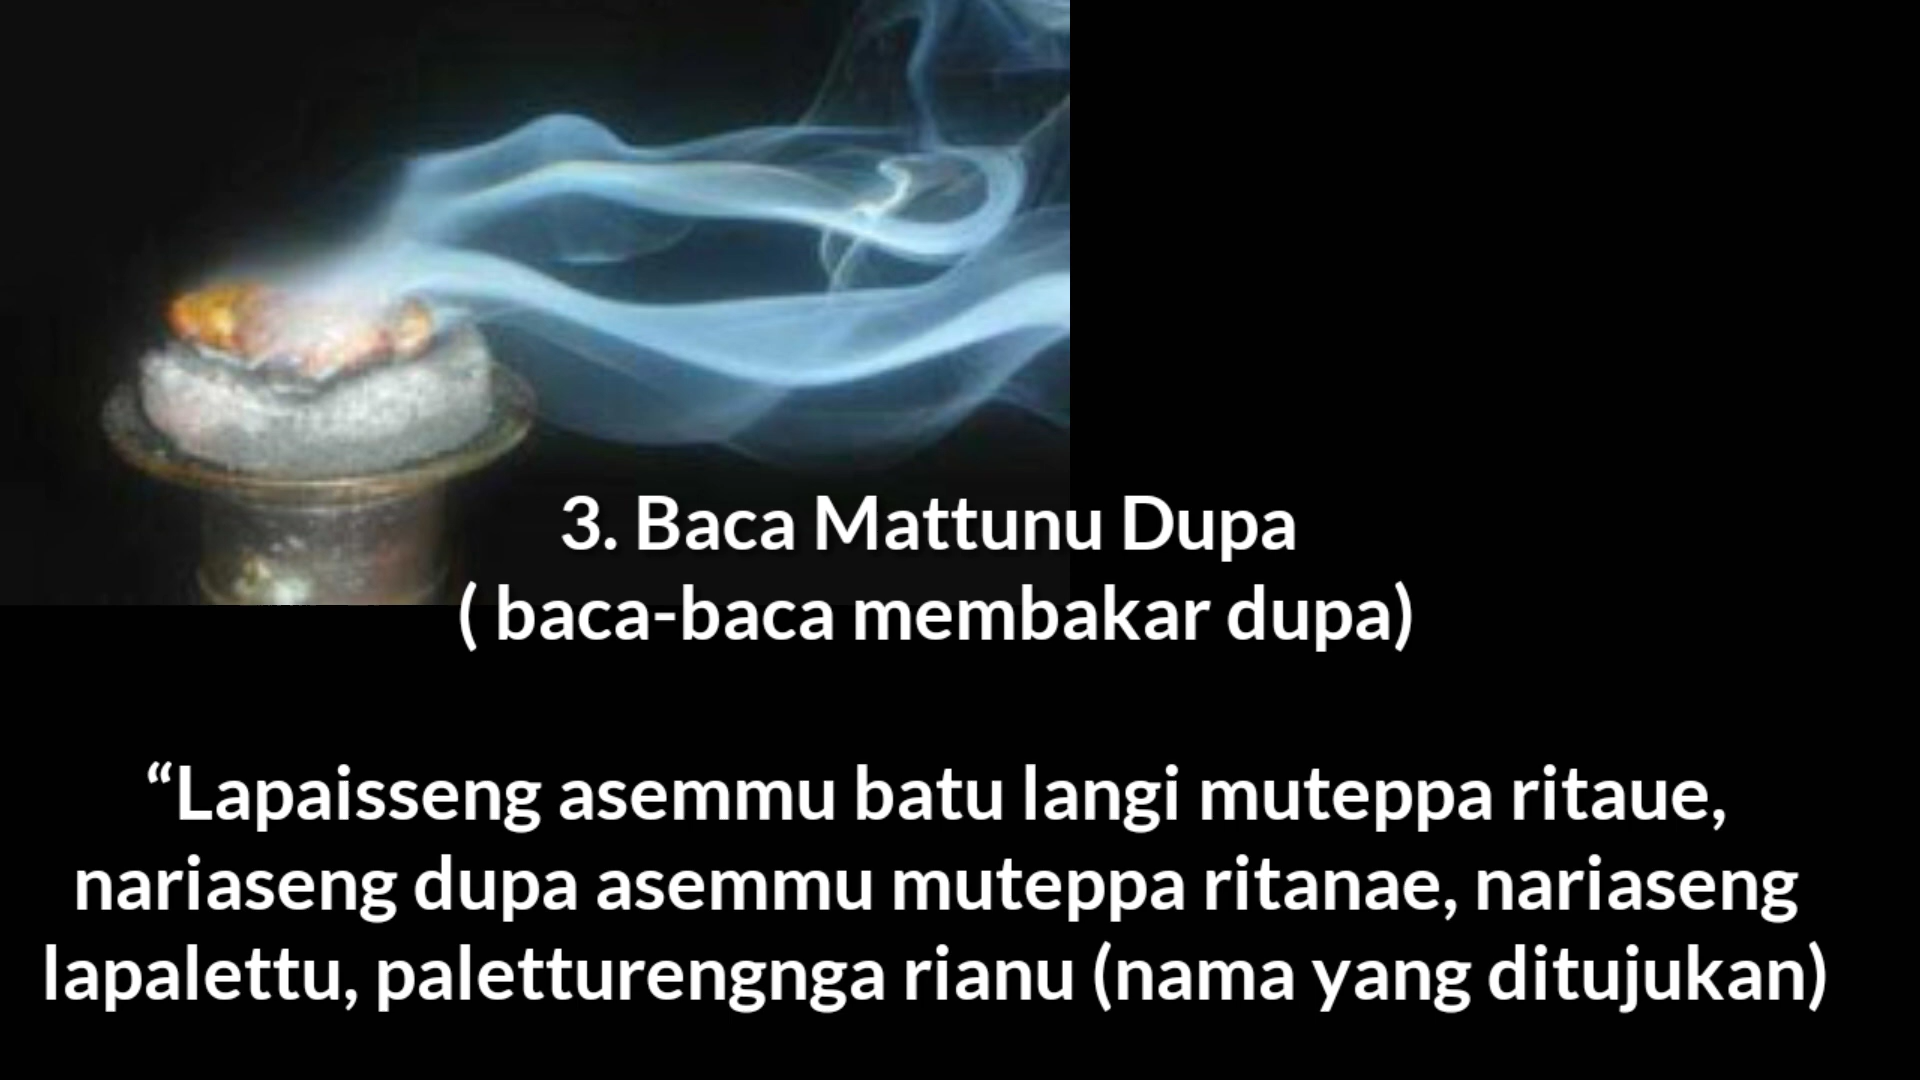 3. Baca Mattunu Dupa
( baca-baca membakar dupa)
“Lapaisseng asemmu batu langi muteppa ritaue,
nariaseng dupa asemmu muteppa ritanae, nariaseng
lapalettu, paletturengnga rianu (nama yang ditujukan)